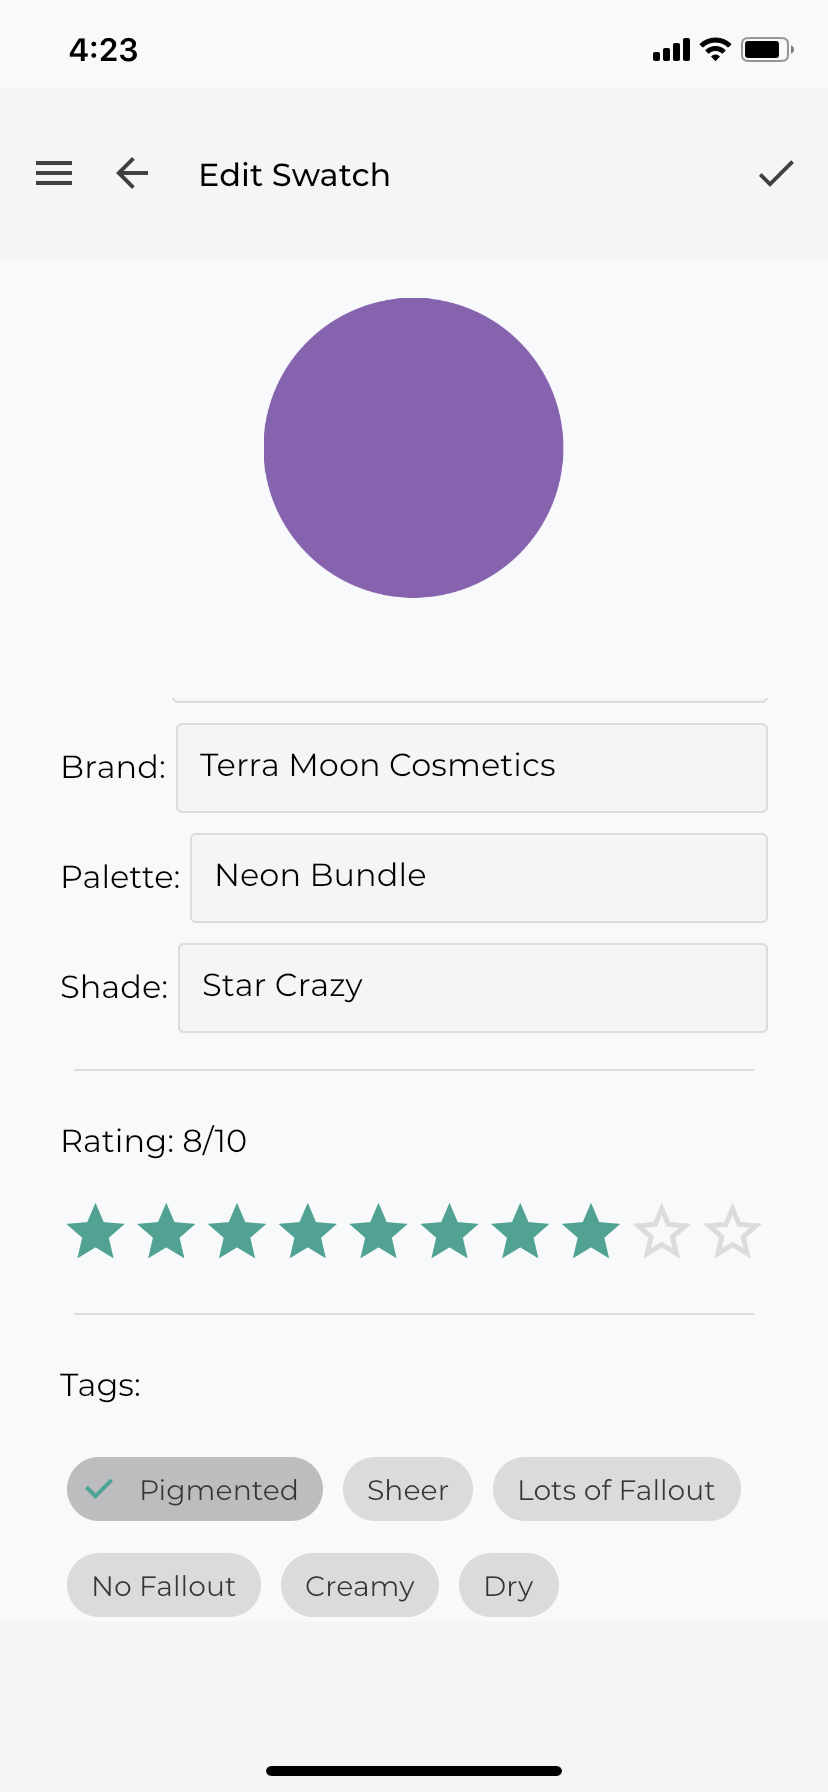 4:23
Edit Swatch
Brand: Terra Moon Cosmetics
Palette: Neon Bundle
Shade: Star Crazy
Rating: 8/10
Tags:
Pigmented Sheer Lots of Fallout
No Fallout Creamy Dry